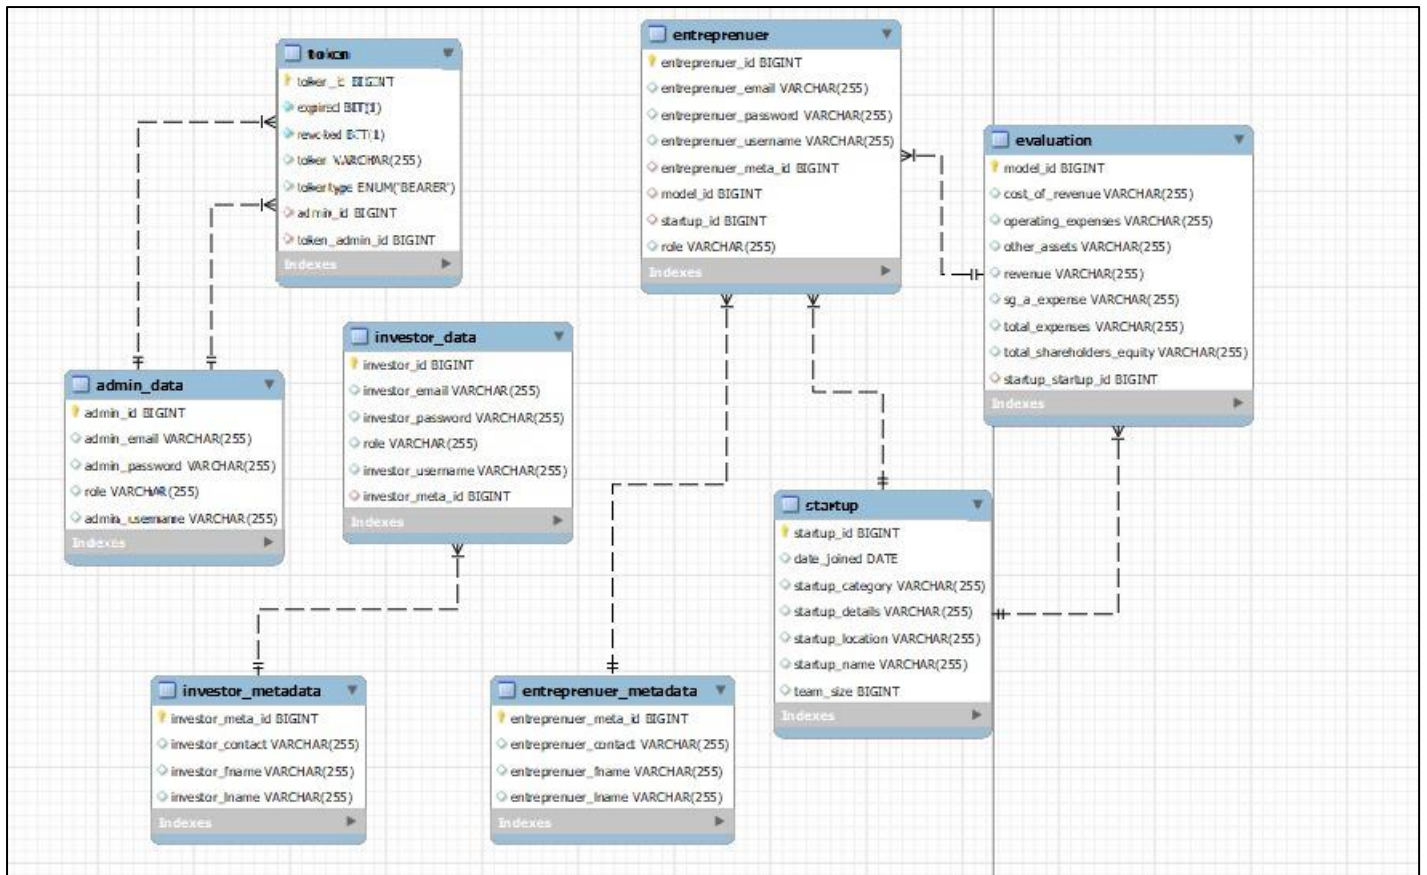 token
token_id BIGINT
expired BIT(1)
revoked BIT(1)
token VARCHAR(255)
tokentype ENUM('BEARER')
admin_id BIGINT
token_admin_id BIGINT
Indexes
entreprenuer
entreprenuer_id BIGINT
entreprenuer_email VARCHAR(255)
entreprenuer_password VARCHAR(255)
entreprenuer_username VARCHAR(255)
entreprenuer_meta_id BIGINT
model_id BIGINT
startup_id BIGINT
role VARCHAR(255)
Indexes
evaluation
model_id BIGINT
cost_of_revenue VARCHAR(255)
operating_expenses VARCHAR(255)
other_assets VARCHAR(255)
revenue VARCHAR(255)
sg_a_expense VARCHAR(255)
total_expenses VARCHAR(255)
total_shareholders_equity VARCHAR(255)
startup_startup_id BIGINT
Indexes
admin_data
admin_id BIGINT
admin_email VARCHAR(255)
admin_password VARCHAR(255)
role VARCHAR(255)
admin_username VARCHAR(255)
Indexes
investor_data
investor_id BIGINT
investor_email VARCHAR(255)
investor_password VARCHAR(255)
role VARCHAR(255)
investor_username VARCHAR(255)
investor_meta_id BIGINT
Indexes
startup
startup_id BIGINT
date_joined DATE
startup_category VARCHAR(255)
startup_details VARCHAR(255)
startup_location VARCHAR(255)
startup_name VARCHAR(255)
team_size BIGINT
Indexes
investor_metadata
investor_meta_id BIGINT
investor_contact VARCHAR(255)
investor_fname VARCHAR(255)
investor_lname VARCHAR(255)
Indexes
entreprenuer_metadata
entreprenuer_meta_id BIGINT
entreprenuer_contact VARCHAR(255)
entreprenuer_fname VARCHAR(255)
entreprenuer_lname VARCHAR(255)
Indexes